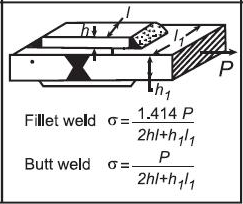 l
h
l₁
P
h₁
Fillet weld σ = 1.414 P / 2hl+h₁l₁
Butt weld σ = P / 2hl+h₁l₁